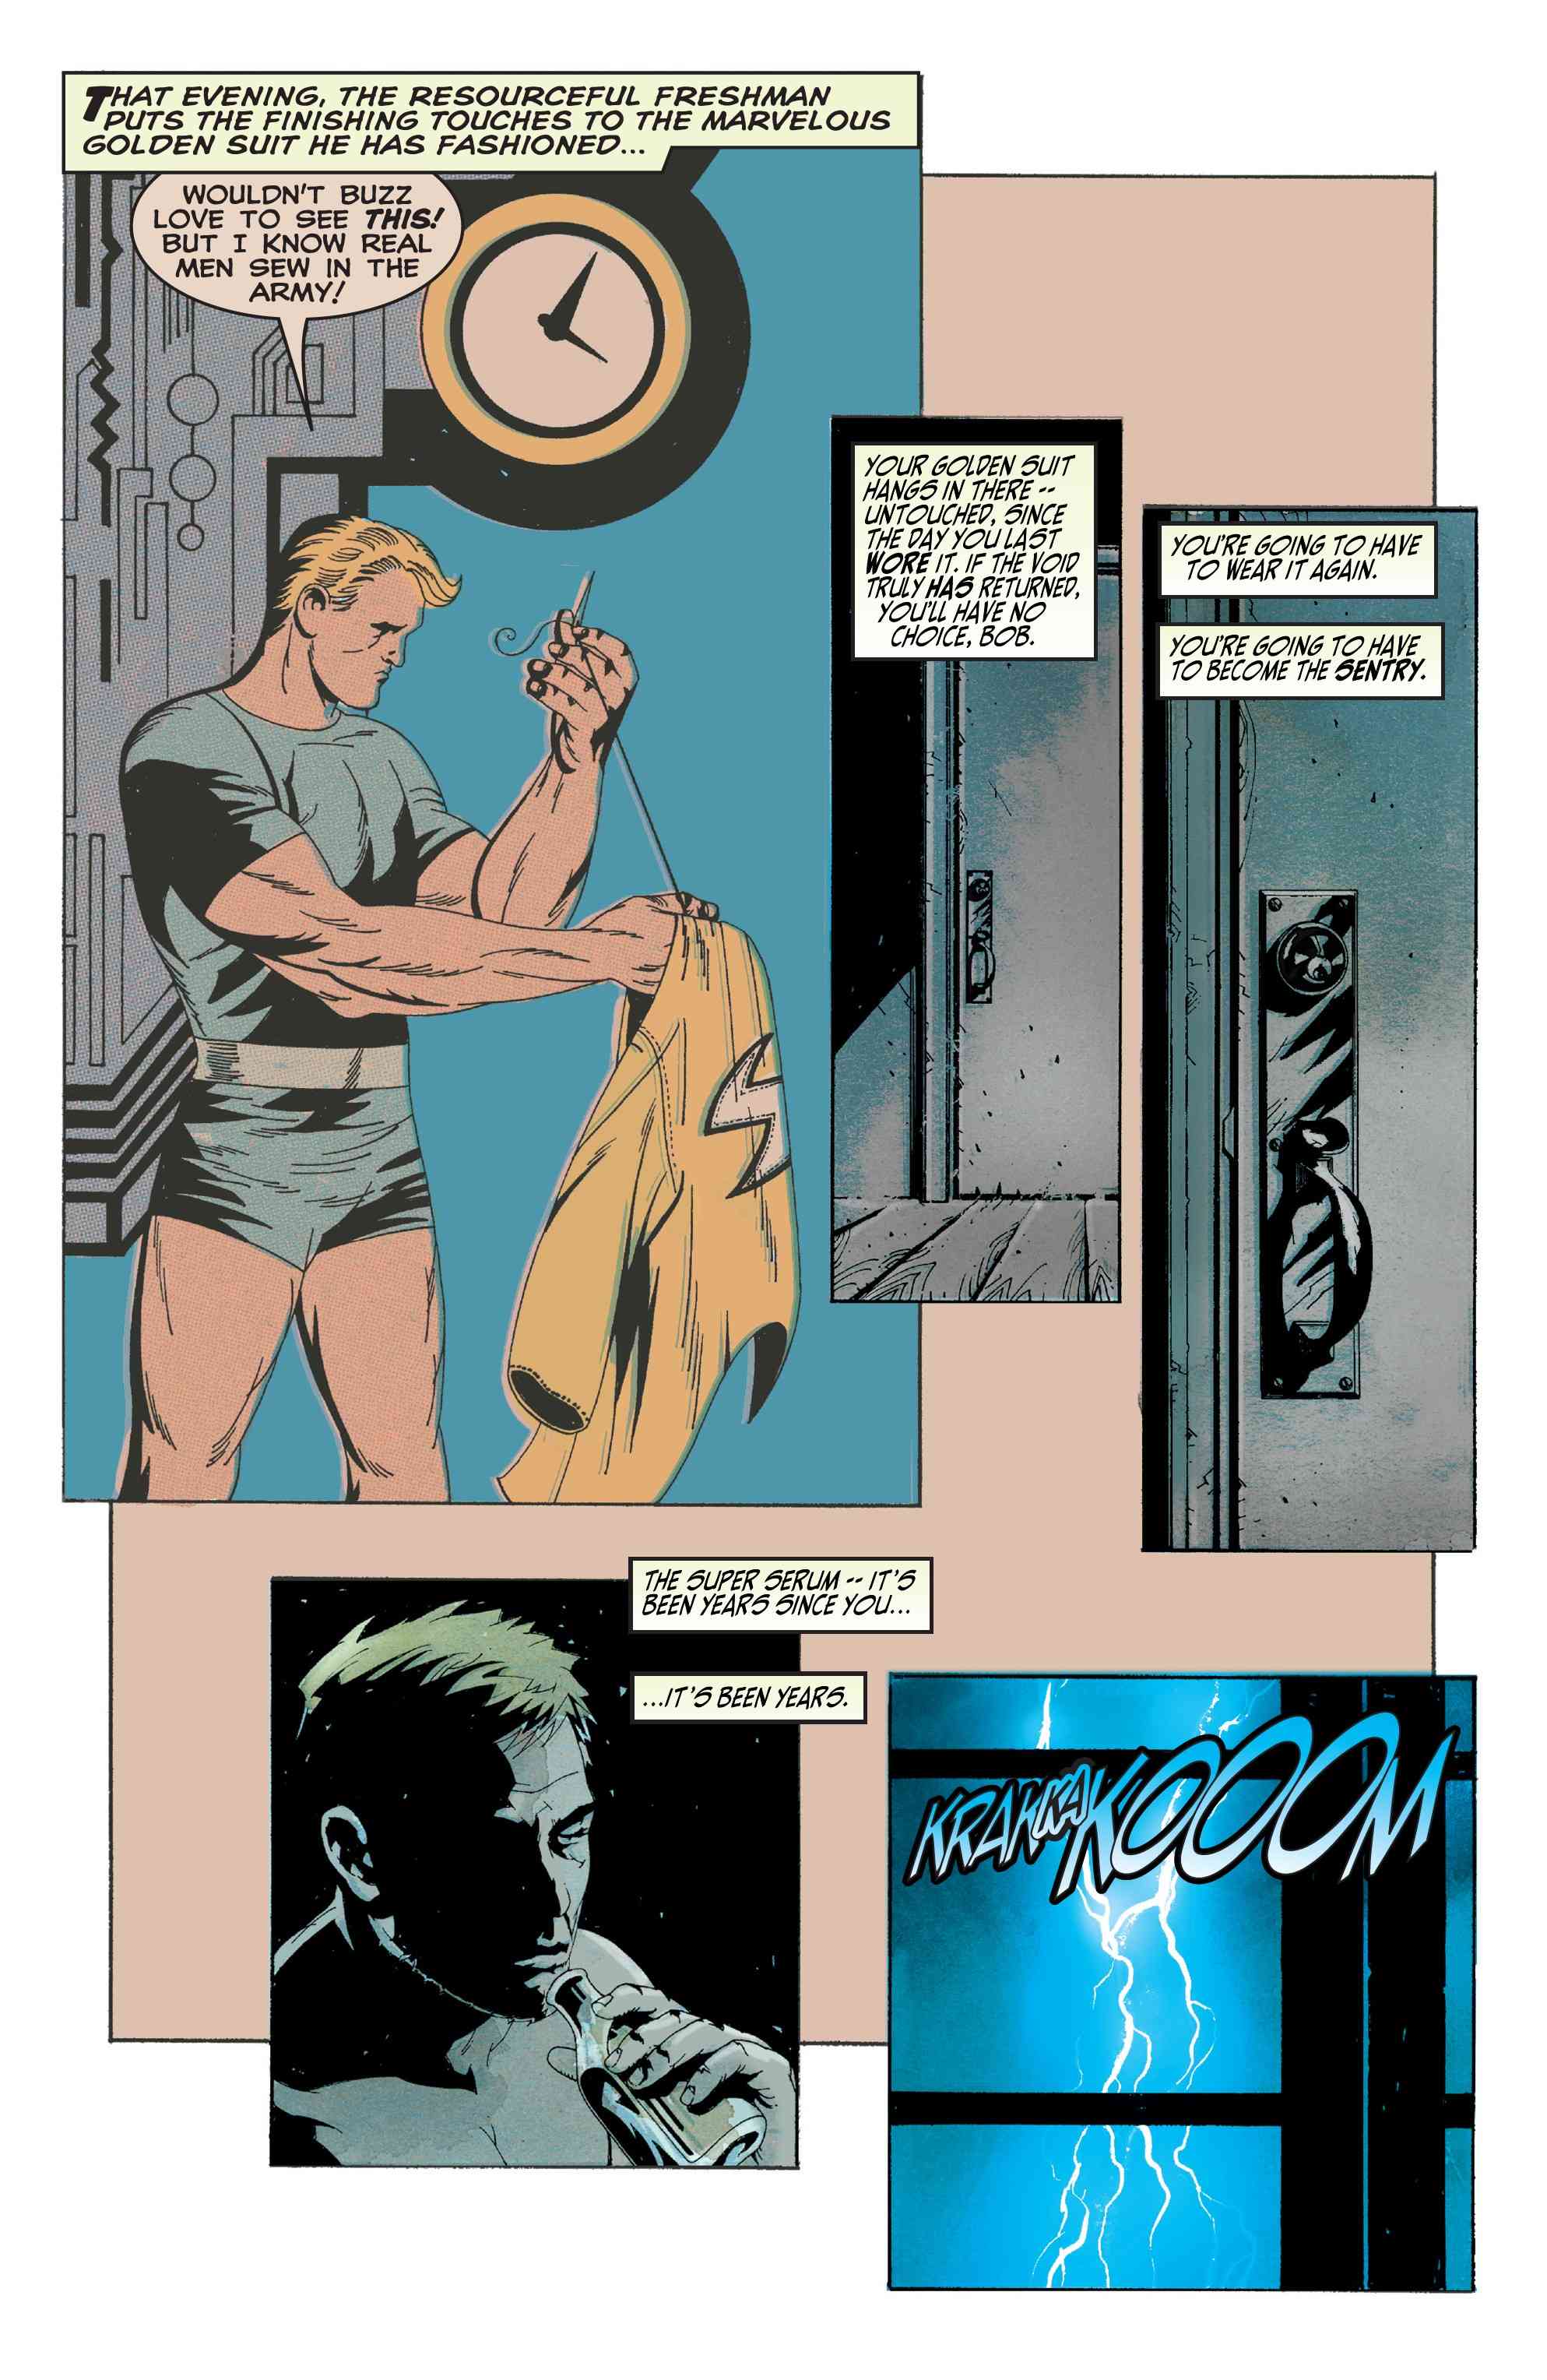 THAT EVENING, THE RESOURCEFUL FRESHMAN
PUTS THE FINISHING TOUCHES TO THE MARVELOUS
GOLDEN SUIT HE HAS FASHIONED...
WOULDN'T BUZZ
LOVE TO SEE THIS!
BUT I KNOW REAL
MEN SEW IN THE
ARMY!
YOUR GOLDEN SUIT
HANGS IN THERE --
UNTOUCHED, SINCE
THE DAY YOU LAST
WORE IT. IF THE VOID
TRULY HAS RETURNED,
YOU'LL HAVE NO
CHOICE, BOB.
YOU'RE GOING TO HAVE
TO WEAR IT AGAIN.
YOU'RE GOING TO HAVE
TO BECOME THE SENTRY.
THE SUPER SERUM -- IT'S
BEEN YEARS SINCE YOU...
...IT'S BEEN YEARS.
KRAKKAKOOOM